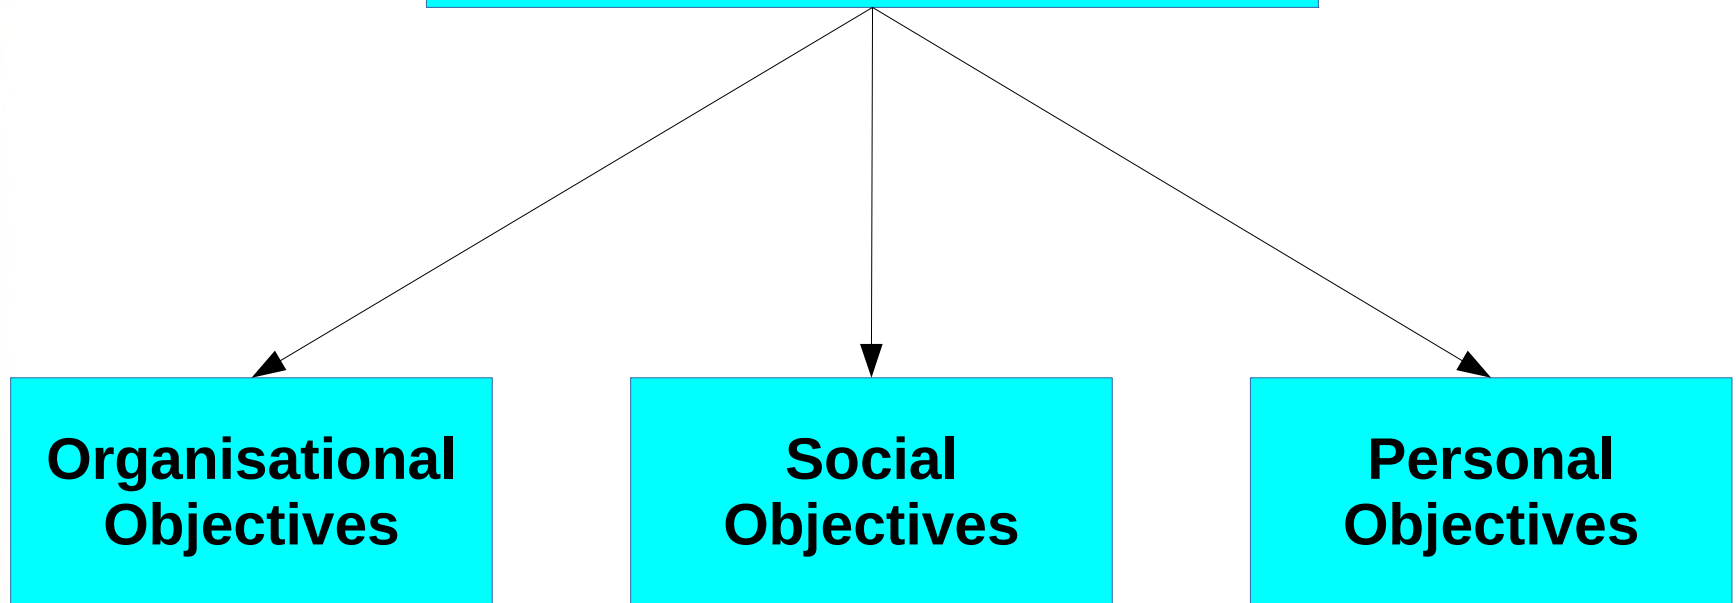 Organisational
Objectives
Social
Objectives
Personal
Objectives